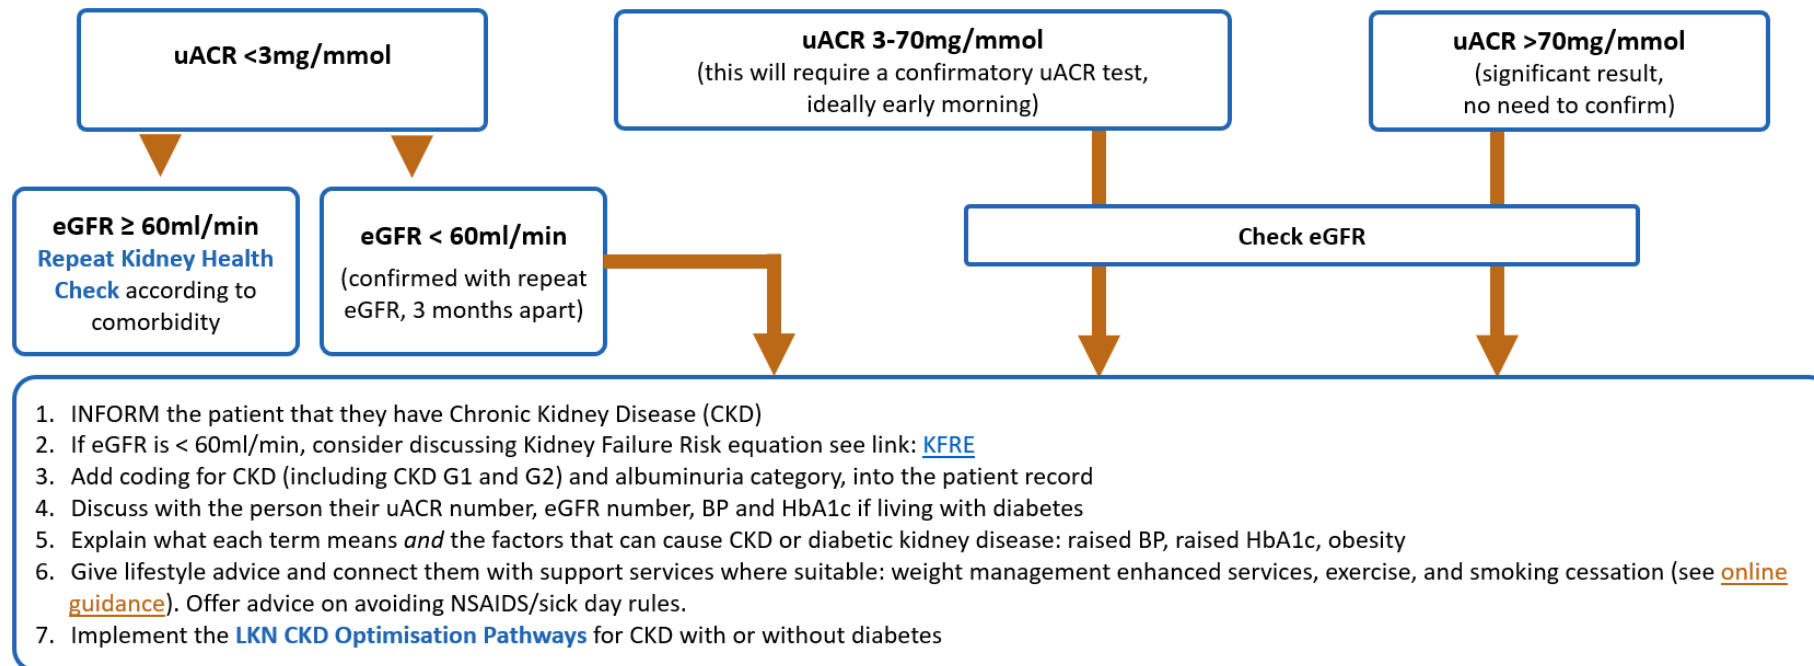 uACR <3mg/mmol
uACR 3-70mg/mmol
(this will require a confirmatory uACR test,
ideally early morning)
uACR >70mg/mmol
(significant result,
no need to confirm)
eGFR ≥ 60ml/min
Repeat Kidney Health
Check according to
comorbidity
eGFR < 60ml/min
(confirmed with repeat
eGFR, 3 months apart)
Check eGFR
1. INFORM the patient that they have Chronic Kidney Disease (CKD)
2. If eGFR is < 60ml/min, consider discussing Kidney Failure Risk equation see link: KFRE
3. Add coding for CKD (including CKD G1 and G2) and albuminuria category, into the patient record
4. Discuss with the person their uACR number, eGFR number, BP and HbA1c if living with diabetes
5. Explain what each term means and the factors that can cause CKD or diabetic kidney disease: raised BP, raised HbA1c, obesity
6. Give lifestyle advice and connect them with support services where suitable: weight management enhanced services, exercise, and smoking cessation (see online
guidance). Offer advice on avoiding NSAIDS/sick day rules.
7. Implement the LKN CKD Optimisation Pathways for CKD with or without diabetes